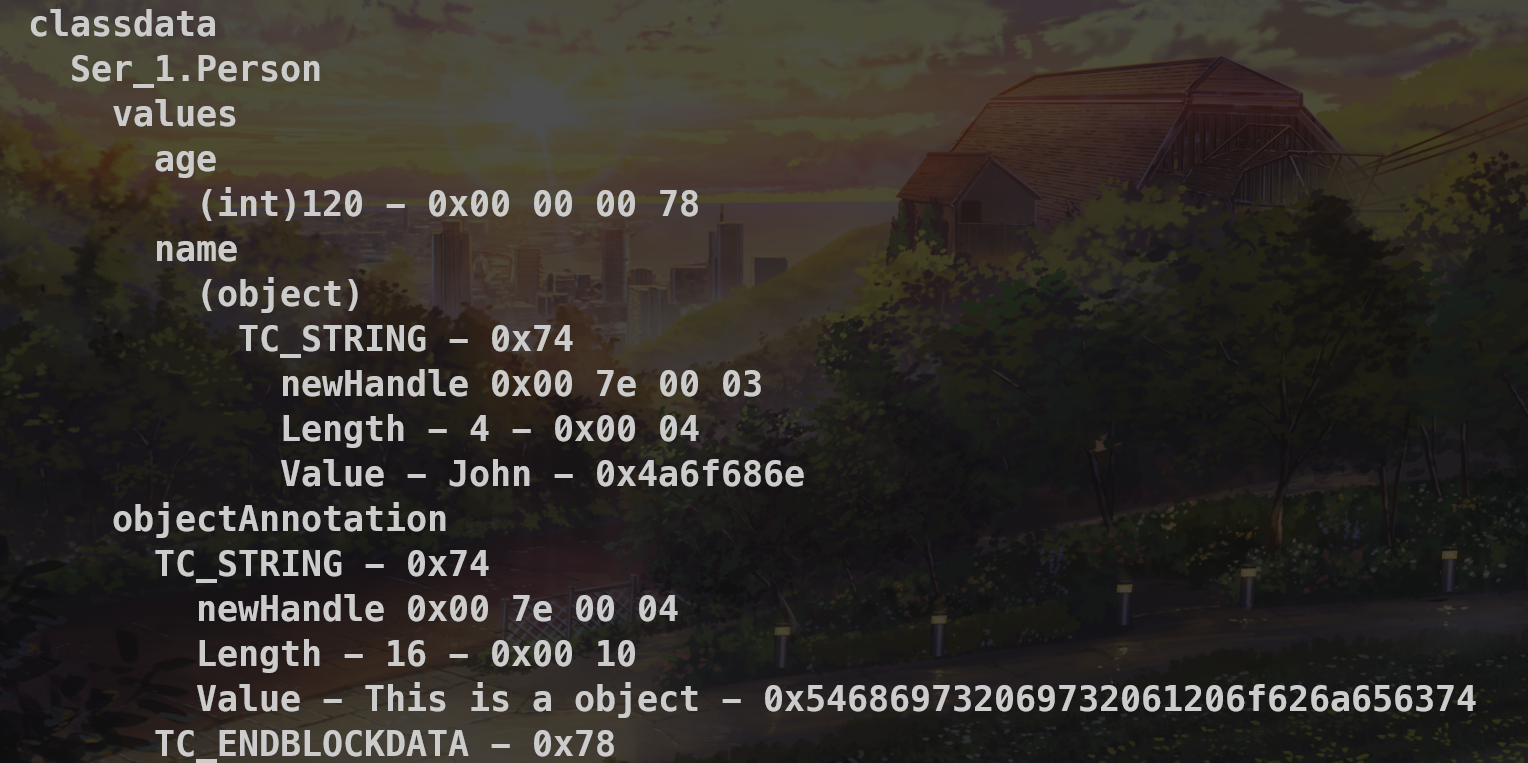 classdata
  Ser_1.Person
    values
      age
        (int)120 – 0x00 00 00 78
      name
        (object)
          TC_STRING – 0x74
            newHandle 0x00 7e 00 03
            Length – 4 – 0x00 04
            Value – John – 0x4a6f686e
    objectAnnotation
      TC_STRING – 0x74
        newHandle 0x00 7e 00 04
        Length – 16 – 0x00 10
        Value – This is a object – 0x546869732069732061206f626a656374
      TC_ENDBLOCKDATA – 0x78